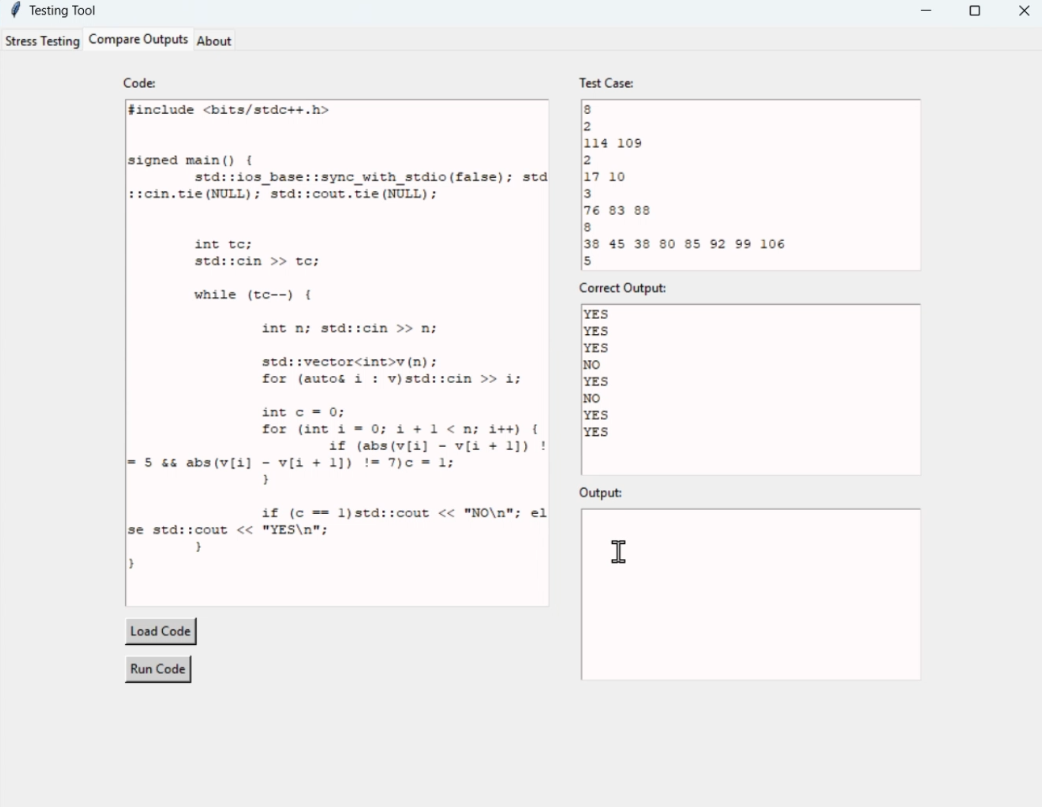 Testing Tool
Stress Testing Compare Outputs About
Code:
#include <bits/stdc++.h>
signed main() {
std::ios_base::sync_with_stdio(false); std
::cin.tie(NULL); std::cout.tie(NULL);
int tc;
std::cin >> tc;
while (tc--) {
int n; std::cin >> n;
std::vector<int>v(n);
for (auto& i : v)std::cin >> i;
int c = 0;
for (int i = 0; i + 1 < n; i++) {
if (abs(v[i] - v[i + 1]) !
= 5 && abs(v[i] - v[i + 1]) != 7)c = 1;
}
if (c == 1)std::cout << "NO\n"; el
se std::cout << "YES\n";
}
}
Load Code
Run Code
Test Case:
8
2
114 109
2
17 10
3
76 83 88
8
38 45 38 80 85 92 99 106
5
Correct Output:
YES
YES
YES
NO
YES
NO
YES
YES
Output: